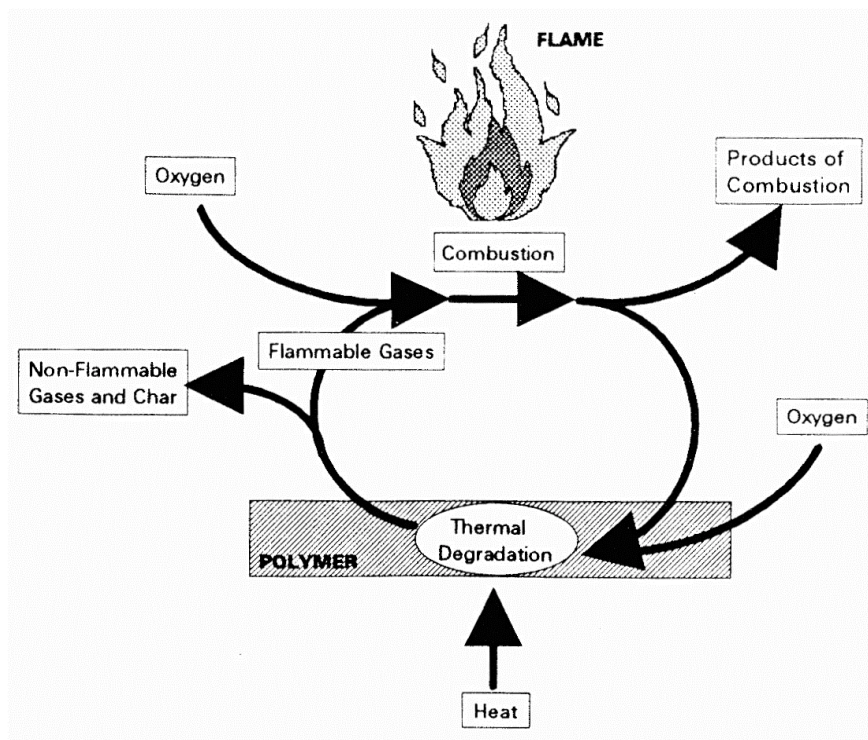 FLAME
Oxygen
Products of
Combustion
Combustion
Flammable Gases
Non-Flammable
Gases and Char
Oxygen
Thermal
Degradation
POLYMER
Heat